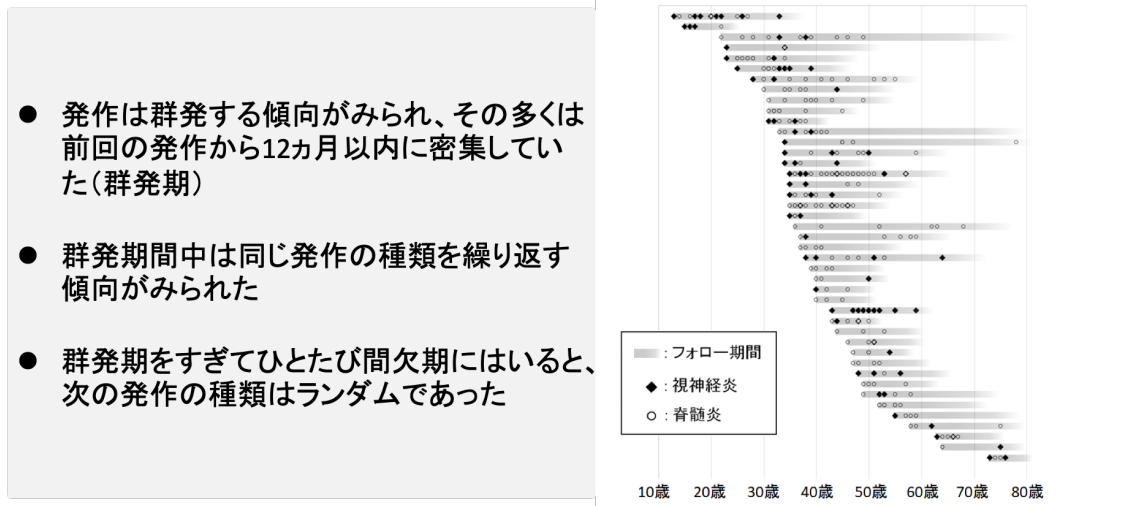 ● 発作は群発する傾向がみられ、その多くは
前回の発作から12ヵ月以内に密集してい
た（群発期）
● 群発期間中は同じ発作の種類を繰り返す
傾向がみられた
● 群発期をすぎてひとたび間欠期にはいると、
次の発作の種類はランダムであった
：フォロー期間
◆：視神経炎
○：脊髄炎
10歳 20歳 30歳 40歳 50歳 60歳 70歳 80歳